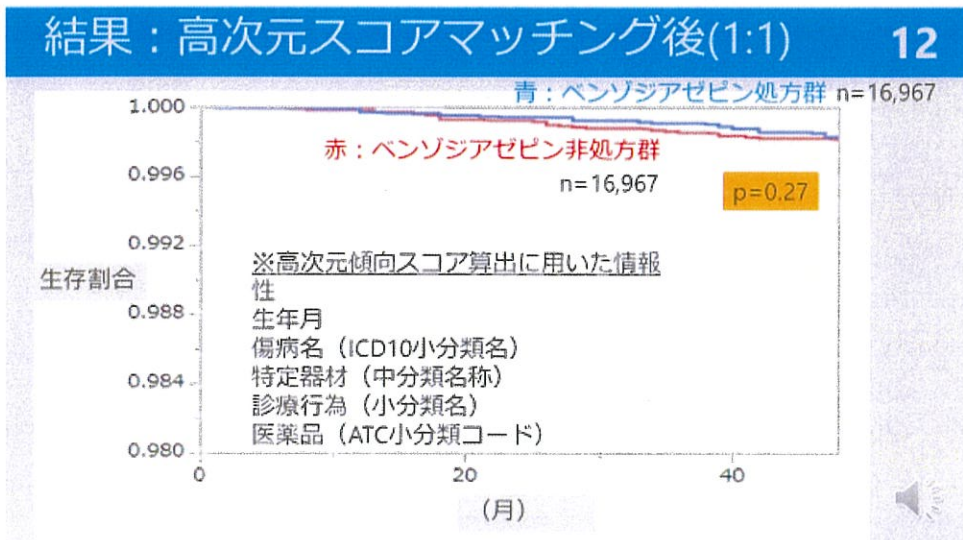 結果：高次元スコアマッチング後(1:1)
12
青：ベンゾジアゼピン処方群 n=16,967
赤：ベンゾジアゼピン非処方群
n=16,967
p=0.27
1.000
0.996
0.992
生存割合
0.988
0.984
0.980
※高次元傾向スコア算出に用いた情報
性
生年月
傷病名（ICD10小分類名）
特定器材（中分類名称）
診療行為（小分類名）
医薬品（ATC小分類コード）
0
20
40
（月）